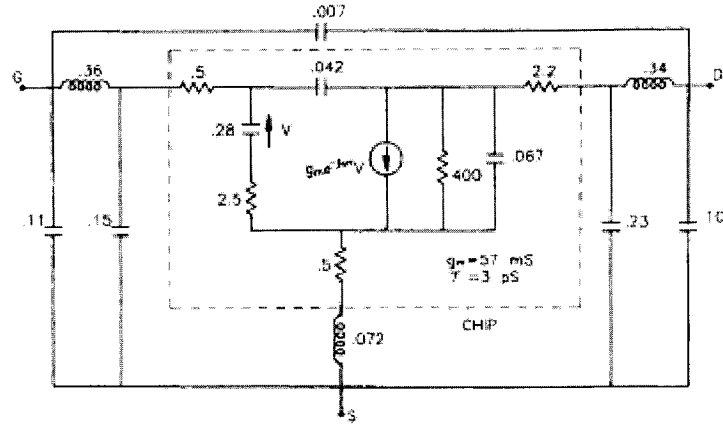 .007
G
.36
.5
.042
2.2
.34
D
.28
V
2.5
400
.067
.11
.15
.23
.5
gm=57 mS
T=3 pS
.072
CHIP
S